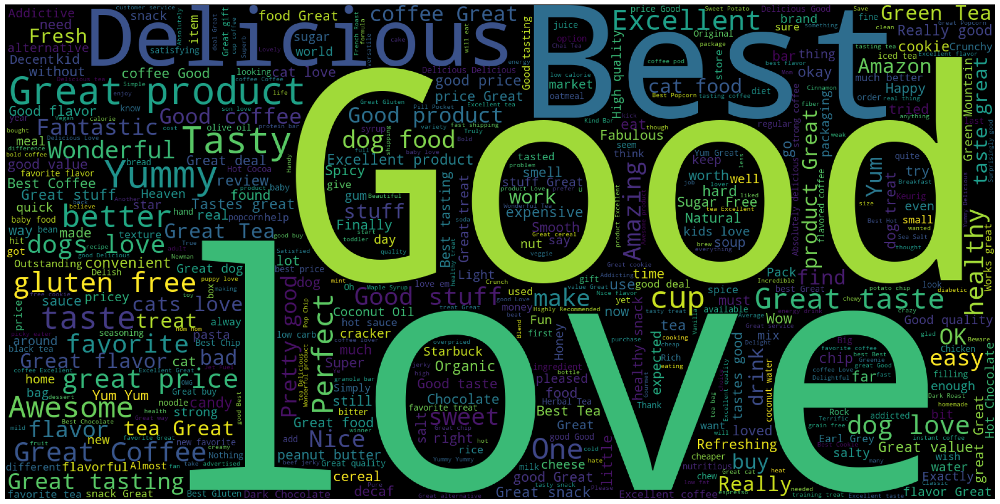 Delicious
Best
Good
love
Great product
Tasty
Yummy
Excellent
Green Tea
Addictive
need
snack
customer service
Great gift
item
food Great
coffee Great
sugar
world
satisfying
Fresh
alternative
Decent
kid
without
coffee Good
looking
cat love
Delicious Delicious
good price
price Great
Good tasting
juice
option
Chai Tea
price Good
Sweet Potato
Delicious Good
brand
sure
Save
fine
something
clean
Great Popcorn
Really good
cookie
Crunchy
iced tea
Excellent flavor
Original
package
bar
thing
okay
Amazon
much better
Happy
Mountain
Green
taste great
store
coffee pod
low calorie
market
oatmeal
High quality
cat food
Best Popcorn
tasting coffee
diet
best flavor
tasting tea
Mom
Cinnamon
order
real thing
tried
anything
Good flavor
know
year
Fantastic
Good coffee
Good product
olive oil
protein bar
son love
Pill Pocket
Excellent tea
fast shipping
variety
Truly
Bold
syrup
dog food
Wonderful
meal
good value
favorite flavor
Best Coffee
Great stuff
Heaven
bread
Great deal
Hot Cocoa
review
found
baby
Excellent product
Spicy
give
gum
Beautiful
stuff
Finally
start
toddler
day
quality
Best tasting
Great treat
tasted
problem
smell
stuff Great
product Love
prefer
work
Wonderful Tea
expensive
Smooth
Great cereal
nut
say
veggie
Kind Bar
kick
eat
though
Fabulous
seem
think
Amazing
Awesome product
product Excellent
Yum Great
less
keep
worth
well
job
lover
hard
liked
Sugar Free
tea Excellent
Natural
kids love
soup
brew
everything
regular
strong coffee
go
packaging
weak
fiber
product Great
flavored coffee
Absolutely delicious
Yum
quite
try
Breakfast
dog treat
Keurig
even
size
small
Best Hot
wanted
Sea Salt
thought
Surprisingly good
Yummy Delicious
healthy
Works great
quick
star
Tastes great
baby food
better
hand
real
popcorn
help
way
bean
made
texture
Great Tea
good buy
hit
got
dogs love
recipe
True
adult
Newman
Satisfied
good Delicious
Outstanding
convenient
Delish
Great dog
lot
best price
puppy love
gluten free
free cookie
toy
making
box
sauce
pricey
cats love
price
taste
treat
alway
nom nom
picky eater
seasoning
pasta
around
black tea
favorite
Best Chip
Great flavor
cat
bad
coffee Excellent
Excellent Great
Jet Fuel
home
great price
OMG
Great buy
bag
dessert
Yum Yum
noodle
candy
Awesome
health
strong
Great way
good Best
mild
Best Chocolate
flavor
tea Great
new
favorite Great
new favorite
fruit
creamy
Great Coffee
Nothing
different
flavorful
Almost
fan
take
advertised
Great tasting
favorite tea
snack Great
Best Gluten
Dark Chocolate
Pretty good
dog
mint
Oh
Maple Syrup
love em
Light
healthy treat
Crunch
Addicting
Great cookie
time
gift
Good stuff
good Love
money
used
make
value Great
Nice flavor
yet
use
good deal
now
Highly Recommended
Coconut Oil
treat Great
hot sauce
Pop Chip
Perfect
low carb
cracker
coffee lover
much
Super
Ye
granola bar
Simply
still
bitter
tea Delicious
Wonderful product
Great food
winner
add
Nice
peanut butter
beef jerky
Great quality
cereal
Pure
decaf
overpriced
Starbuck
jerky
high
Organic
Good taste
Chocolate
favorite treat
sweet
Great chip
salt
right
hot
rice
Yummy Yummy
Great alternative
beat
Blend
Fun
first
Honey
ingredient
bottle
pleased
food
Herbal Tea
Best Tea
Great
good Good
One
cold
milk
cheese
hate
good Great
tasty snack
Great snack
Please
little
healthy snack
purchase
tasty treat
cup
spice
must
available
Vanilla
tea
cooking
cheap
expected
Rich
eating
Gourmet
Thank
choice
tea bag
Excellent quality
tastes good
Average
energy drink
Great service
Wow
mix
Delight
drink
coconut water
want
will
loved
Refreshing
cheaper
buy
nutritious
chew
Great cat
heat
low fat
Really
espresso
needed
training treat
Excellent coffee
Excellent taste
Pack
Incredible
find
best Great
potato chip
look
diabetic
chewy
Great taste
crazy
Good quality
glad
Beware
OK
Chicken
easy
Big
favorite coffee
chip
best Best
Greenie
great Good
coffee Love
Delightful
far
fast
filling
enough
Dark Roast
homemade
Hot Chocolate
great Great
Rock
Terrific
addicted
bit
grain free
dog love
Earl Grey
instant coffee
Best Cookie
salty
Great value
many
wish
water
Exactly
Classic
flavor Great
Absolutely
deal Great
cup coffee
Superb
Lovely
cake
will eat
French Roast
formula
versatile
energy
Delicious tea
Simple
enjoy
coffee Coffee
life
Great Gluten
Vegan
calorie
bought
cost
Delicious Love
difference
bold coffee
full
shipping
baby love
Handy
product
Another
back
believe
soda
U
last